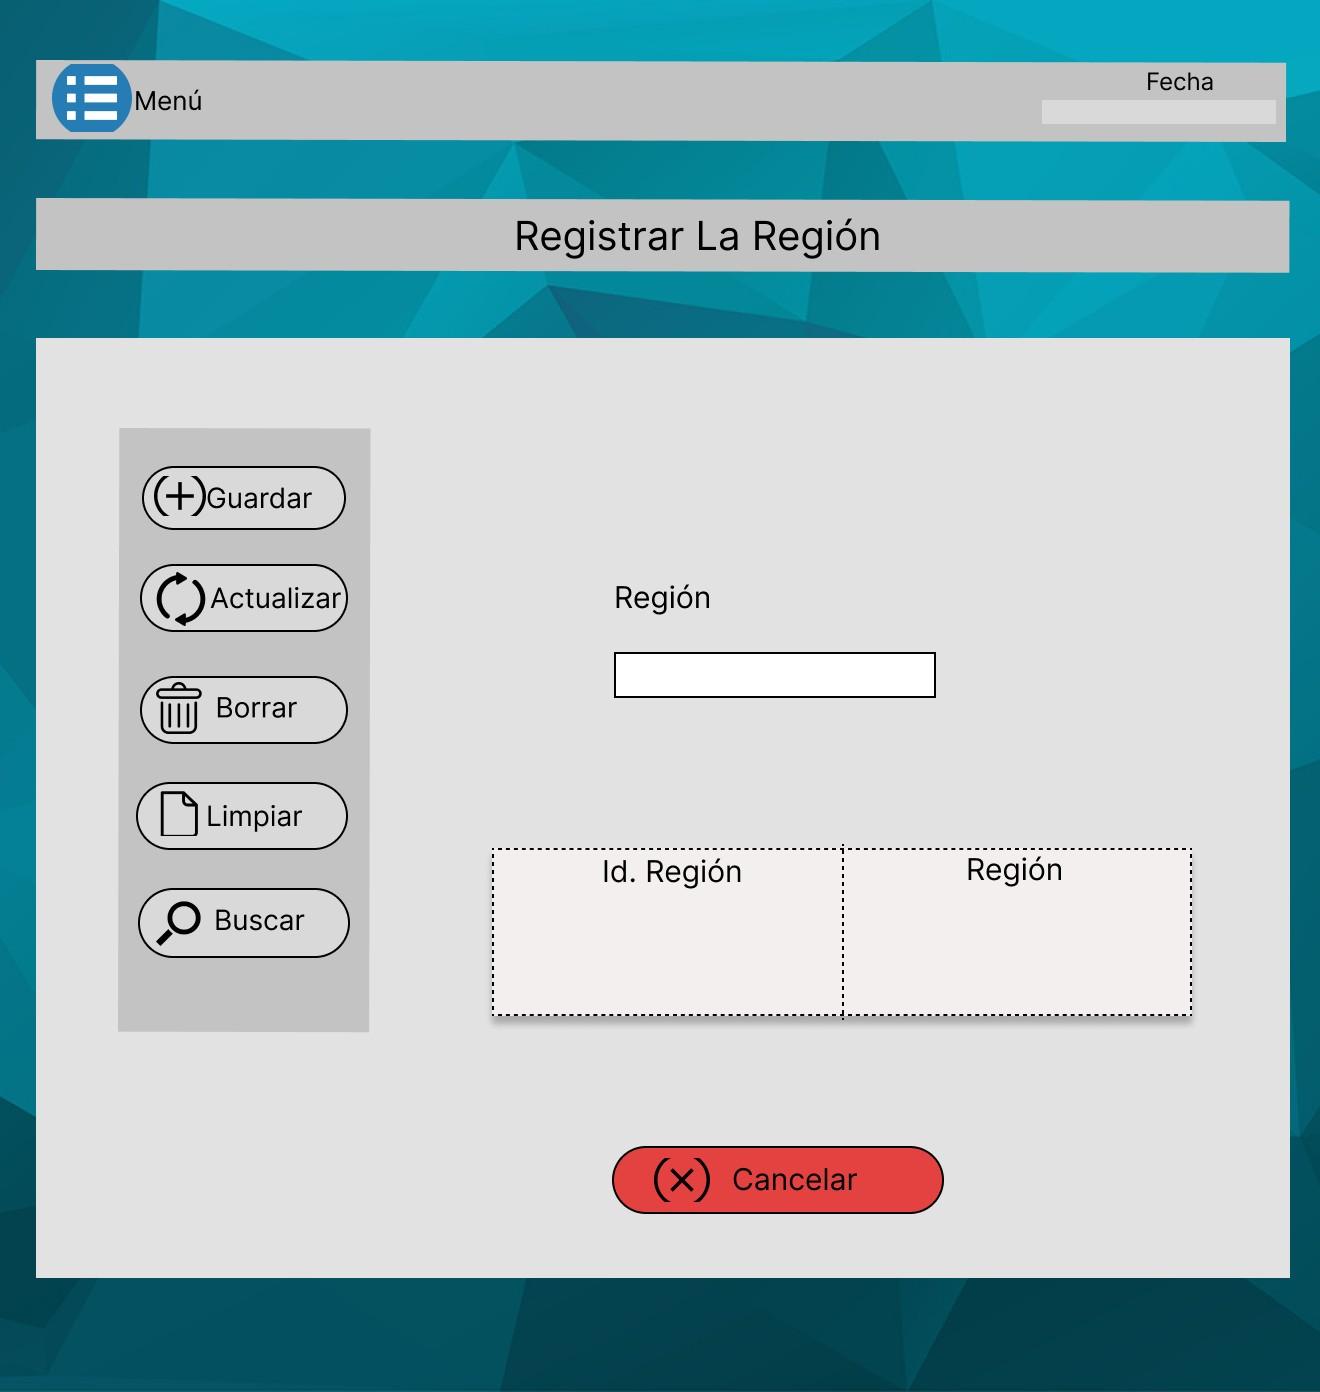 Menú
Fecha
Registrar La Región
Guardar
Actualizar
Borrar
Limpiar
Buscar
Región
Id. Región
Región
Cancelar